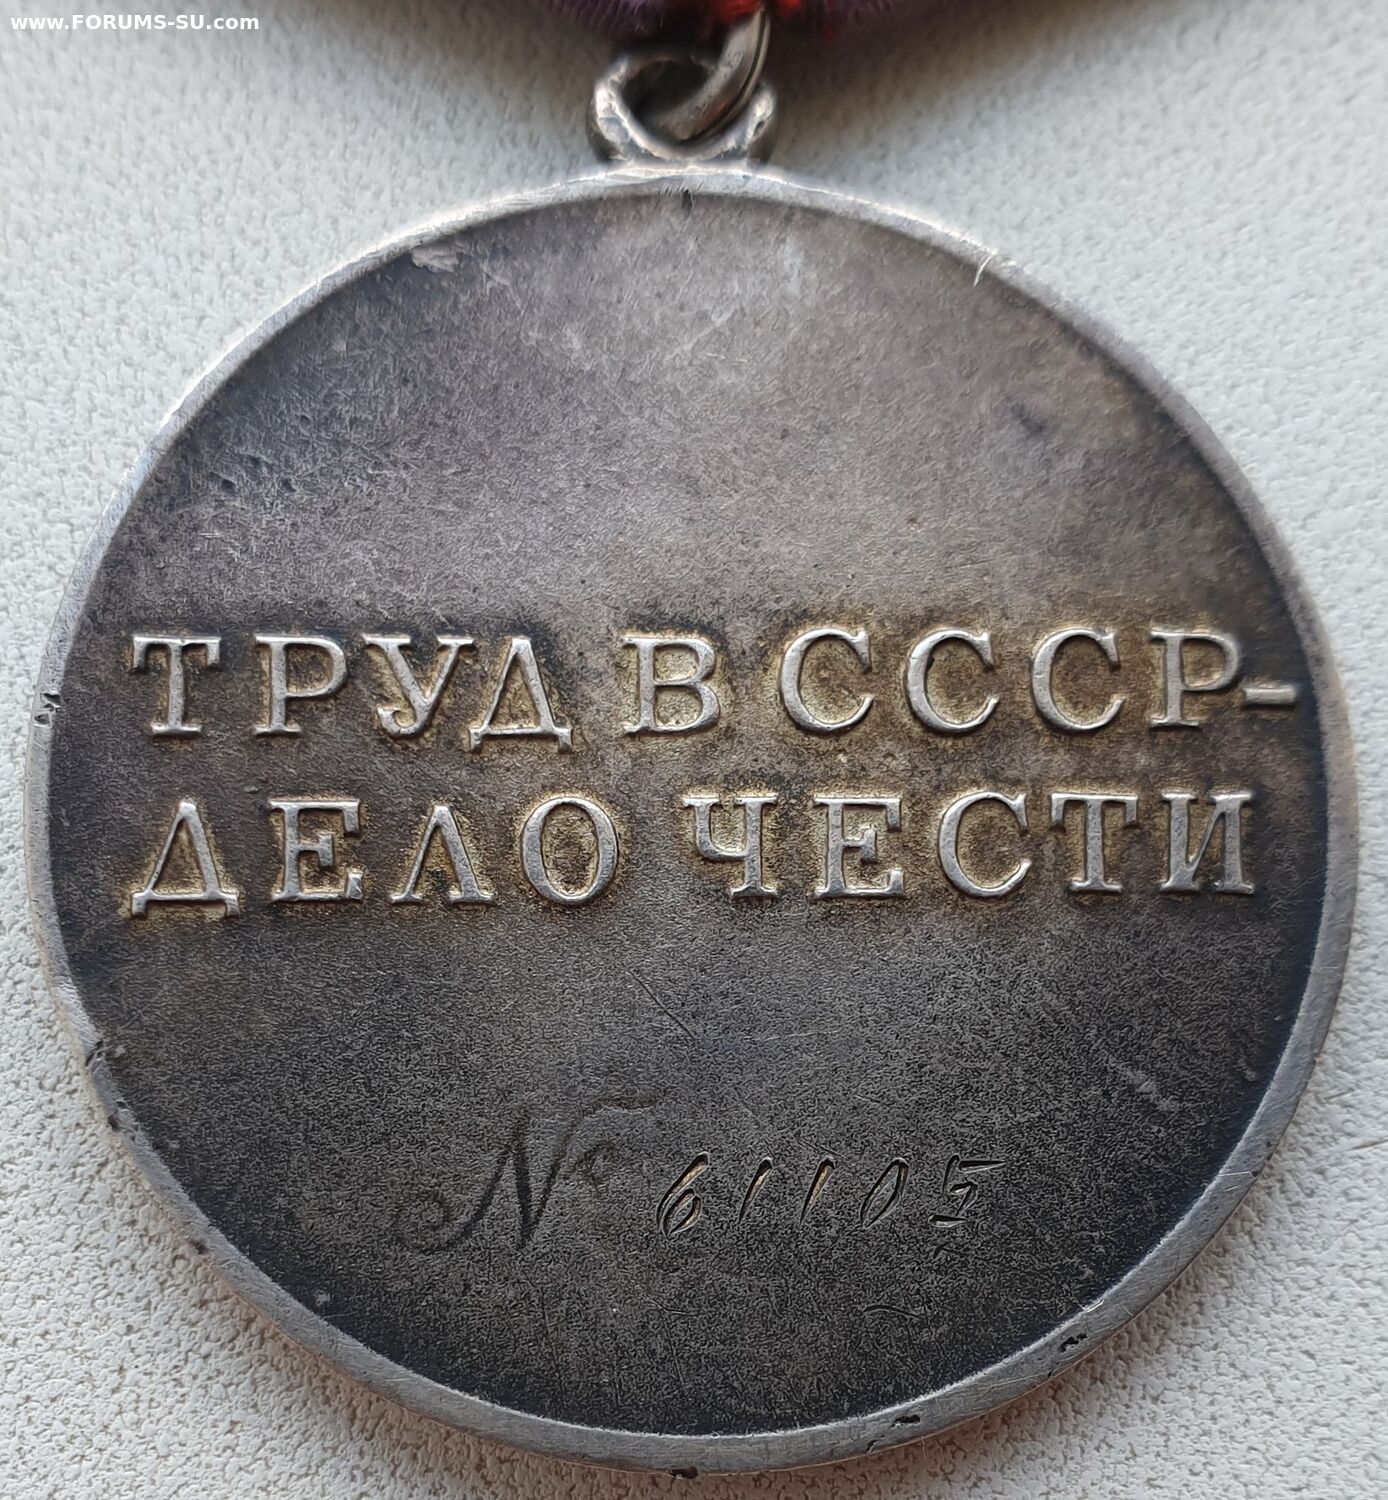 www.FORUMS-SU.com
ТРУД В СССР-
ДЕЛО ЧЕСТИ
№ 61105